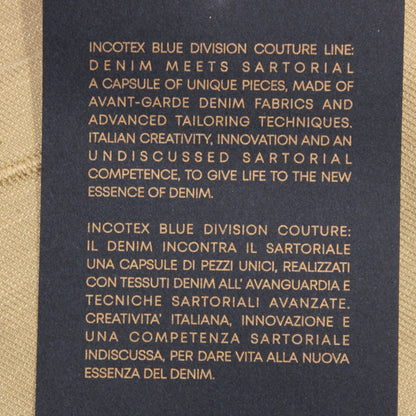 INCOTEX BLUE DIVISION COUTURE LINE:
DENIM MEETS SARTORIAL
A CAPSULE OF UNIQUE PIECES, MADE OF
AVANT-GARDE DENIM FABRICS AND
ADVANCED TAILORING TECHNIQUES.
ITALIAN CREATIVITY, INNOVATION AND AN
UNDISCUSSED SARTORIAL
COMPETENCE, TO GIVE LIFE TO THE NEW
ESSENCE OF DENIM.
INCOTEX BLUE DIVISION COUTURE:
IL DENIM INCONTRA IL SARTORIALE
UNA CAPSULE DI PEZZI UNICI, REALIZZATI
CON TESSUTI DENIM ALL' AVANGUARDIA E
TECNICHE SARTORIALI AVANZATE.
CREATIVITA' ITALIANA, INNOVAZIONE E
UNA COMPETENZA SARTORIALE
INDISCUSSA, PER DARE VITA ALLA NUOVA
ESSENZA DEL DENIM.